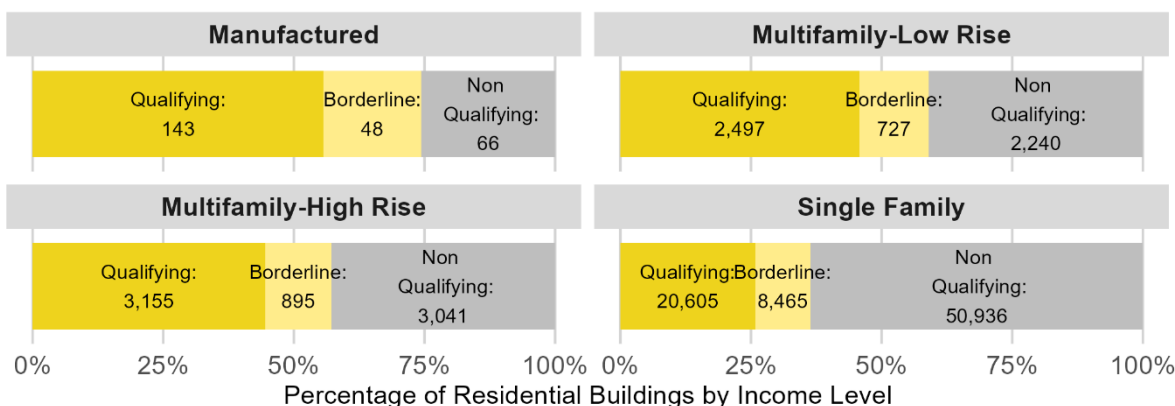 Manufactured
Qualifying:
143
Borderline:
48
Non
Qualifying:
66
Multifamily-Low Rise
Qualifying:
2,497
Borderline:
727
Non
Qualifying:
2,240
Multifamily-High Rise
Qualifying:
3,155
Borderline:
895
Non
Qualifying:
3,041
Single Family
Qualifying:
20,605
Borderline:
8,465
Non
Qualifying:
50,936
0% 25% 50% 75% 100% 0% 25% 50% 75% 100%
Percentage of Residential Buildings by Income Level